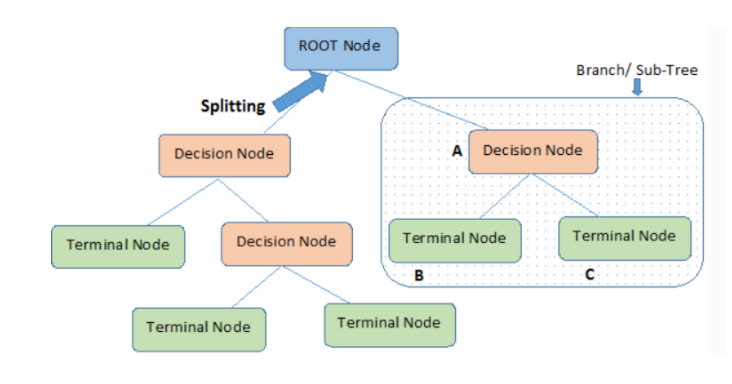 ROOT Node
Branch/ Sub-Tree
Splitting
Decision Node
A
Decision Node
Terminal Node
Decision Node
Terminal Node
Terminal Node
B
C
Terminal Node
Terminal Node